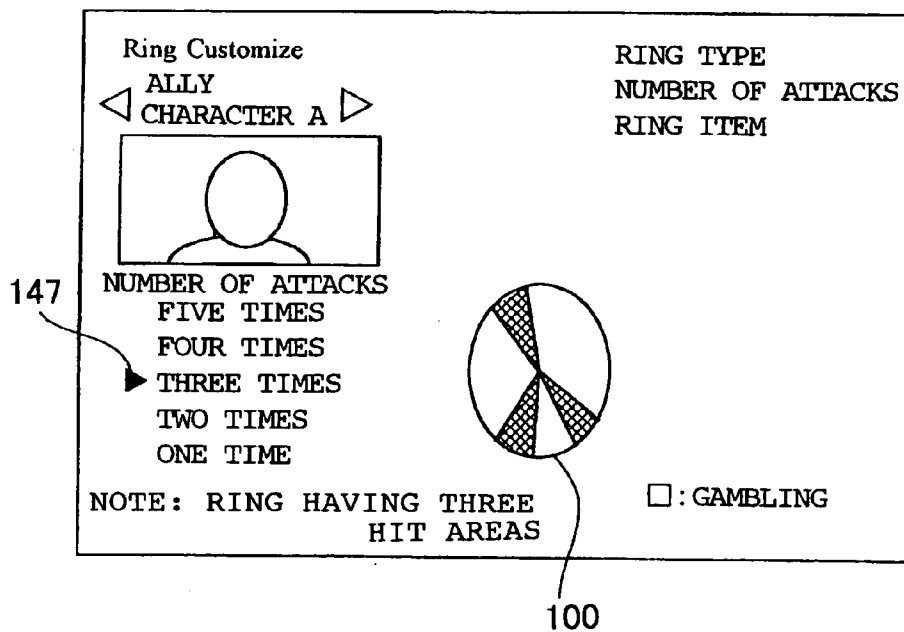 Ring Customize
ALLY
CHARACTER A
NUMBER OF ATTACKS
FIVE TIMES
FOUR TIMES
THREE TIMES
TWO TIMES
ONE TIME
NOTE: RING HAVING THREE
HIT AREAS
RING TYPE
NUMBER OF ATTACKS
RING ITEM
□:GAMBLING
147
100